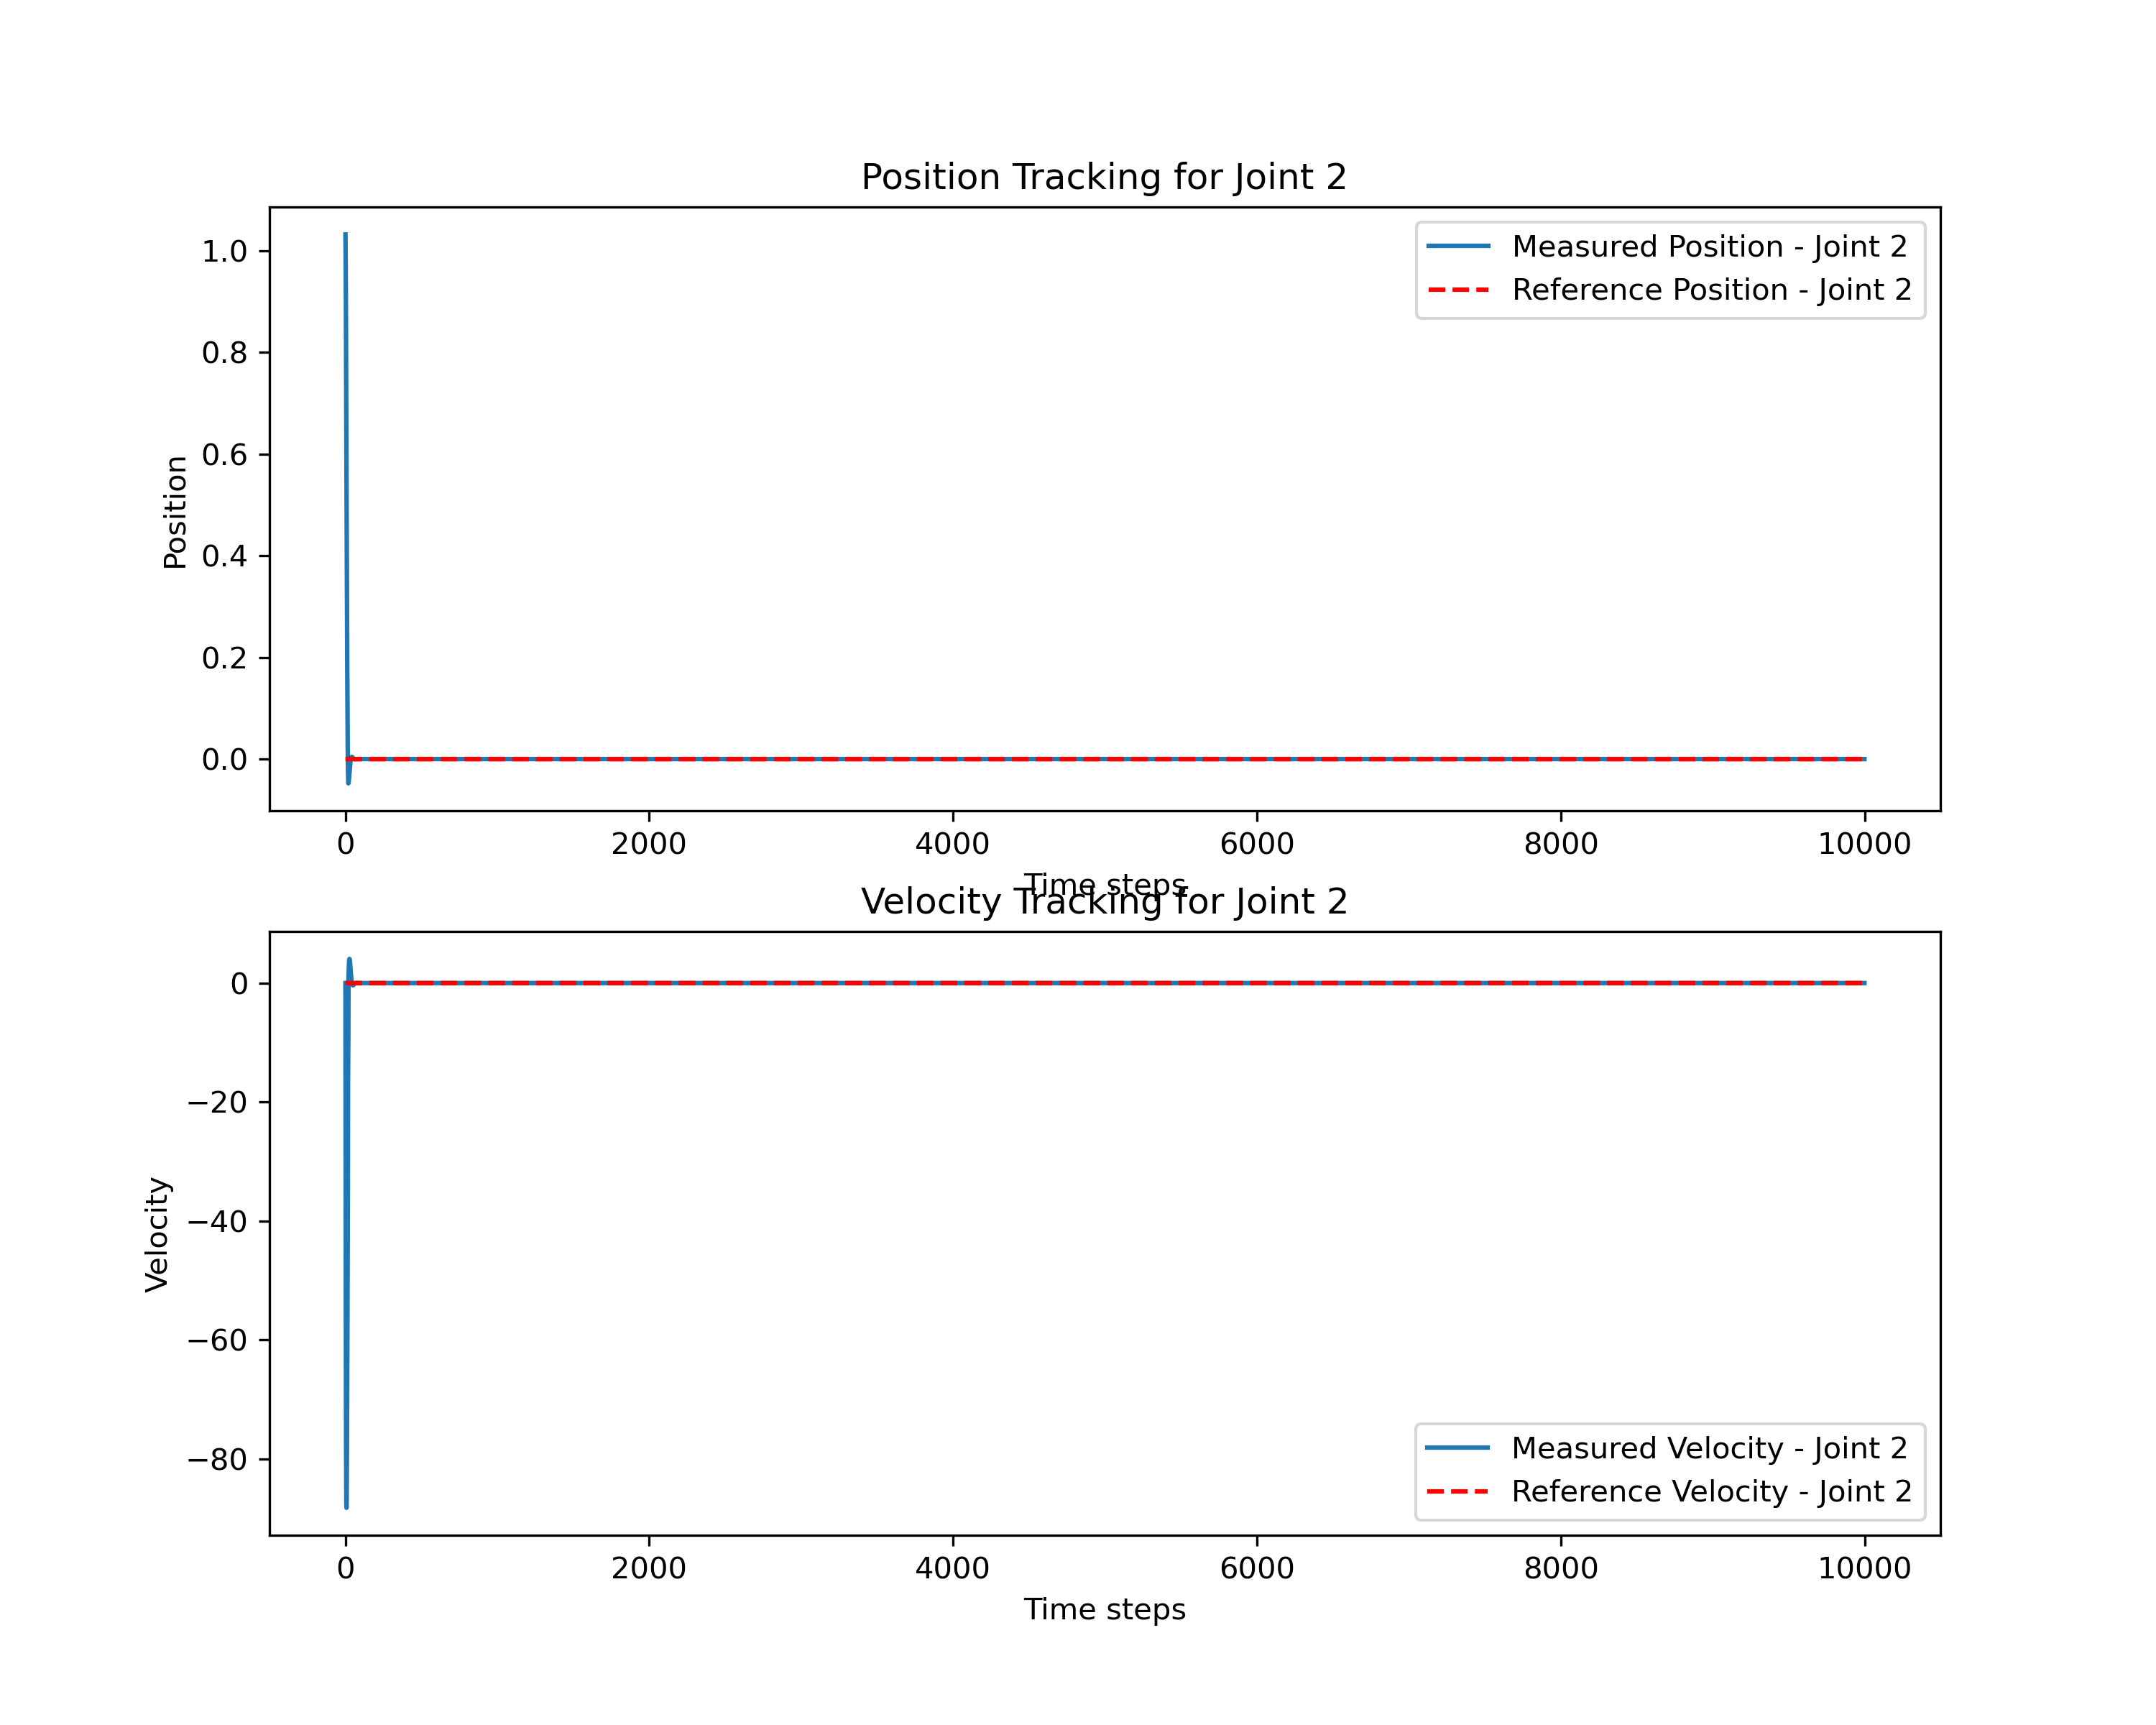 Position Tracking for Joint 2
Measured Position - Joint 2
Reference Position - Joint 2
Position
1.0
0.8
0.6
0.4
0.2
0.0
0 2000 4000 6000 8000 10000
Time steps
Velocity Tracking for Joint 2
Velocity
0
−20
−40
−60
−80
Measured Velocity - Joint 2
Reference Velocity - Joint 2
0 2000 4000 6000 8000 10000
Time steps